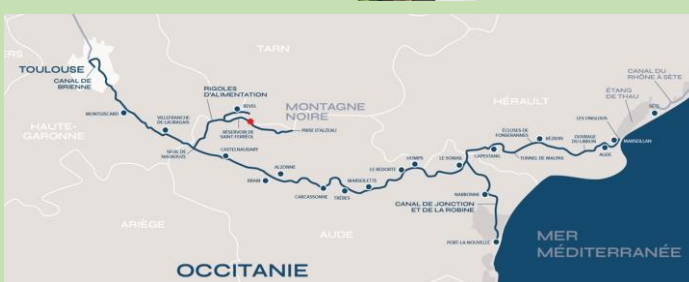 TARN
CANAL DU
RHÔNE À SÈTE
TOULOUSE
CANAL DE
BRIENNE
RIGOLES
D'ALIMENTATION
ÉTANG
DE THAU
REVEL
MONTAGNE
NOIRE
HÉRAULT
SÈTE
MONTGISCARD
VILLEFRANCHE
DE LAURAGAIS
LES ONGLOUS
HAUTE-
GARONNE
RÉSERVOIR DE
SAINT-FERRÉOL
PRISE D'ALZEAU
ÉCLUSES DE
FONSERANNES
BÉZIERS
OUVRAGE
DU LIBRON
MARSEILLAN
SEUIL DE
NAUROUZE
CASTELNAUDARY
CAPESTANG
TUNNEL DE MALPAS
AGDE
HOMPS
LE SOMAIL
LE REDORTE
ALZONNE
BRAM
MARSEILLETTE
CARCASSONNE
TRÈBES
NARBONNE
CANAL DE JONCTION
ET DE LA ROBINE
ARIÈGE
AUDE
PORT-LA-NOUVELLE
MER
MÉDITERRANÉE
OCCITANIE